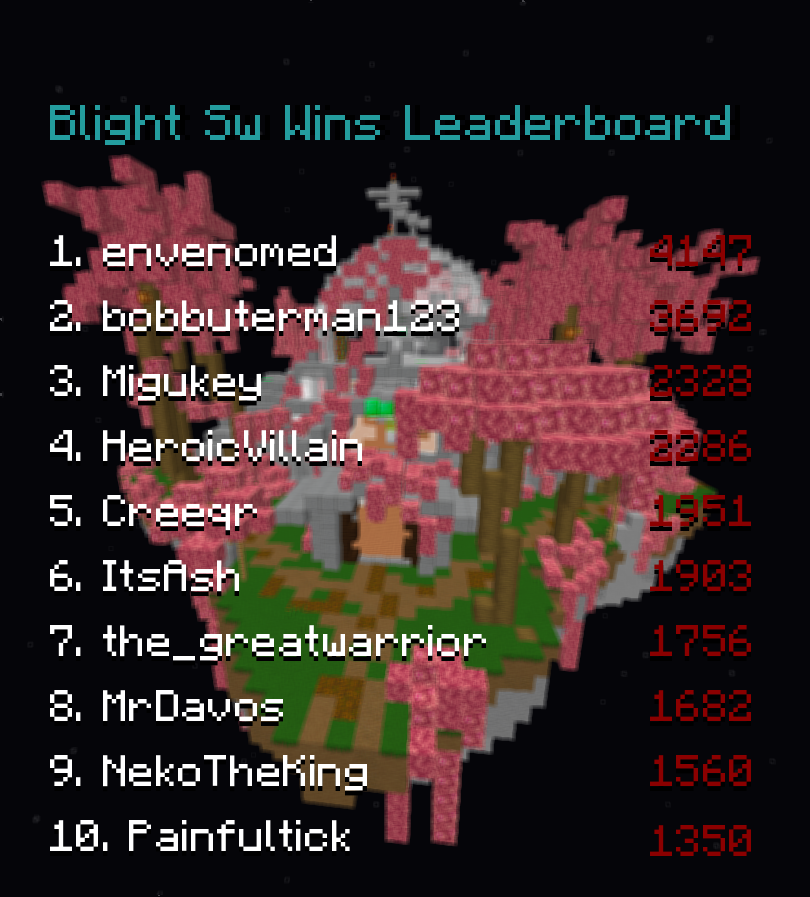 Blight Sw Wins Leaderboard
1. envenomed 4147
2. bobbuterman123 3692
3. Migukey 2328
4. HeroicVillain 2286
5. Creeqr 1951
6. ItsAsh 1903
7. the_greatwarrior 1756
8. MrDavos 1682
9. NekoTheKing 1560
10. Painfultick 1350